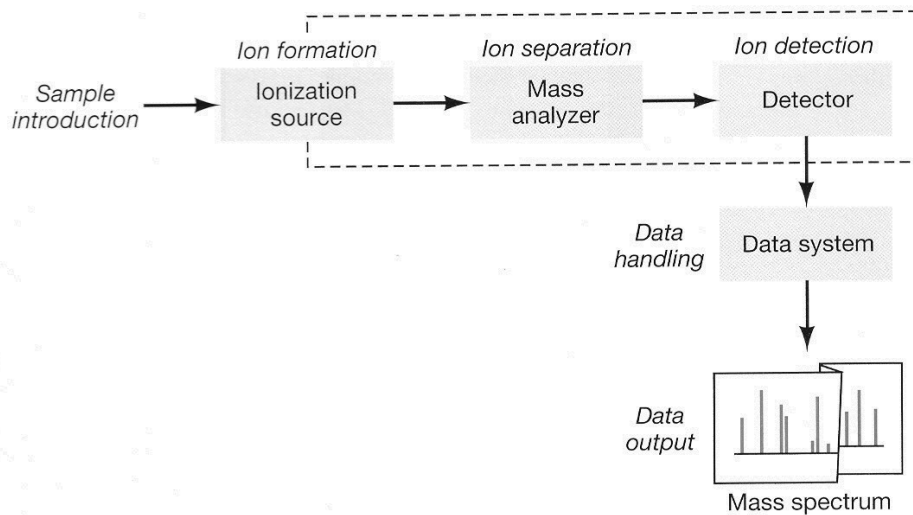 Ion formation
Ion separation
Ion detection
Sample
introduction
Ionization
source
Mass
analyzer
Detector
Data
handling
Data system
Data
output
Mass spectrum